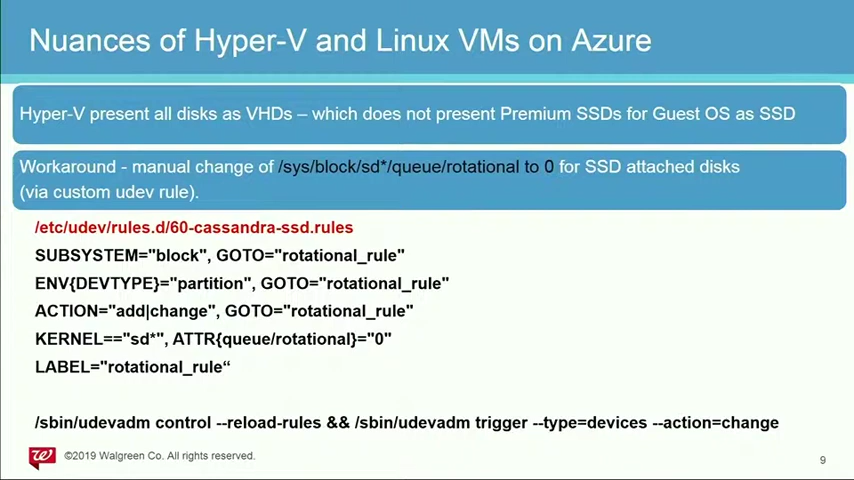 Nuances of Hyper-V and Linux VMs on Azure
Hyper-V present all disks as VHDs – which does not present Premium SSDs for Guest OS as SSD
Workaround - manual change of /sys/block/sd*/queue/rotational to 0 for SSD attached disks
(via custom udev rule).
/etc/udev/rules.d/60-cassandra-ssd.rules
SUBSYSTEM="block", GOTO="rotational_rule"
ENV{DEVTYPE}="partition", GOTO="rotational_rule"
ACTION="add|change", GOTO="rotational_rule"
KERNEL=="sd*", ATTR{queue/rotational}="0"
LABEL="rotational_rule“
/sbin/udevadm control --reload-rules && /sbin/udevadm trigger --type=devices --action=change
W ©2019 Walgreen Co. All rights reserved.
9